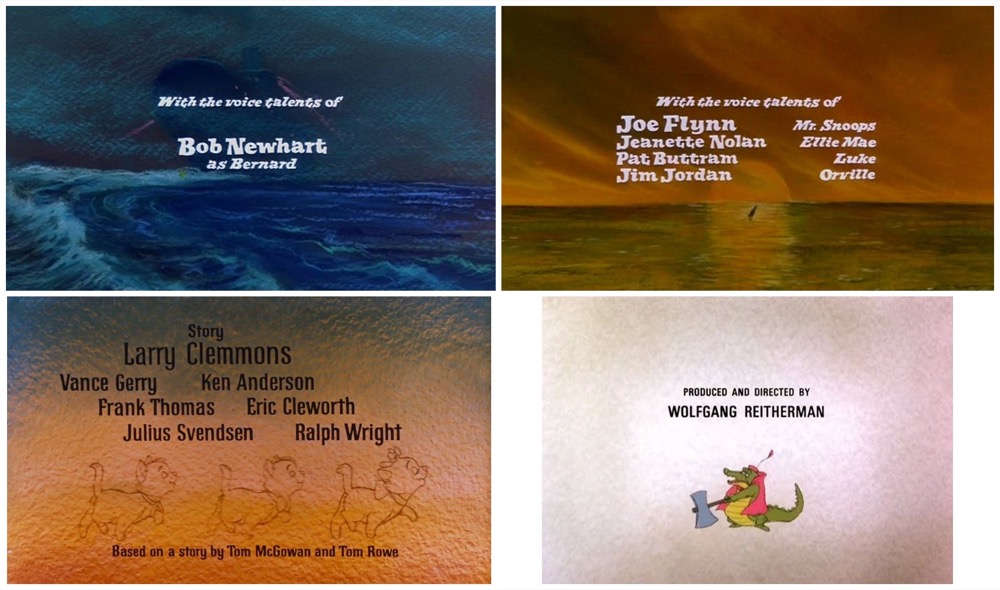 With the voice talents of
Bob Newhart
as Bernard
With the voice talents of
Joe Flynn Mr. Snoops
Jeanette Nolan Ellie Mae
Pat Buttram Luke
Jim Jordan Orville
Story
Larry Clemmons
Vance Gerry Ken Anderson
Frank Thomas Eric Cleworth
Julius Svendsen Ralph Wright
Based on a story by Tom McGowan and Tom Rowe
PRODUCED AND DIRECTED BY
WOLFGANG REITHERMAN